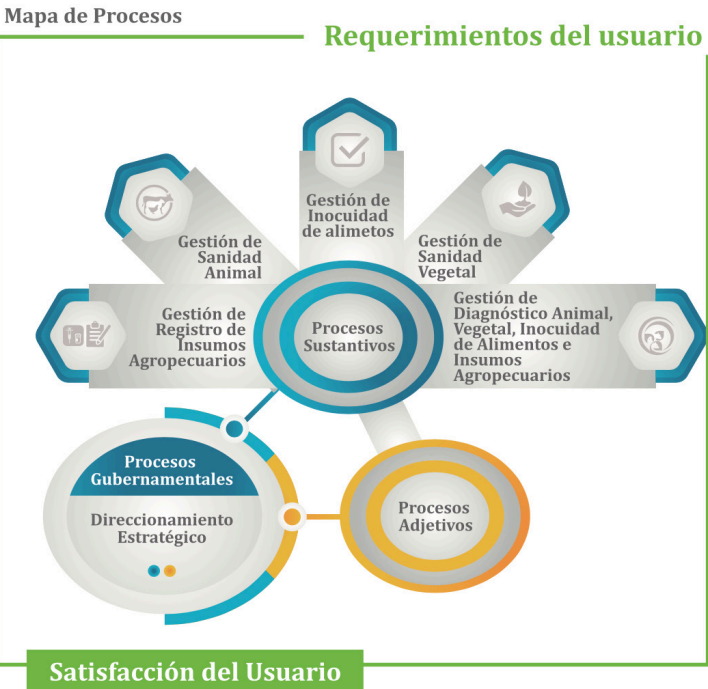 Mapa de Procesos
Requerimientos del usuario
Gestión de
Inocuidad
de alimetos
Gestión de
Sanidad
Animal
Gestión de
Sanidad
Vegetal
Gestión de
Registro de
Insumos
Agropecuarios
Procesos
Sustantivos
Gestión de
Diagnóstico Animal,
Vegetal, Inocuidad
de Alimentos e
Insumos
Agropecuarios
Procesos
Gubernamentales
Direccionamiento
Estratégico
Procesos
Adjetivos
Satisfacción del Usuario